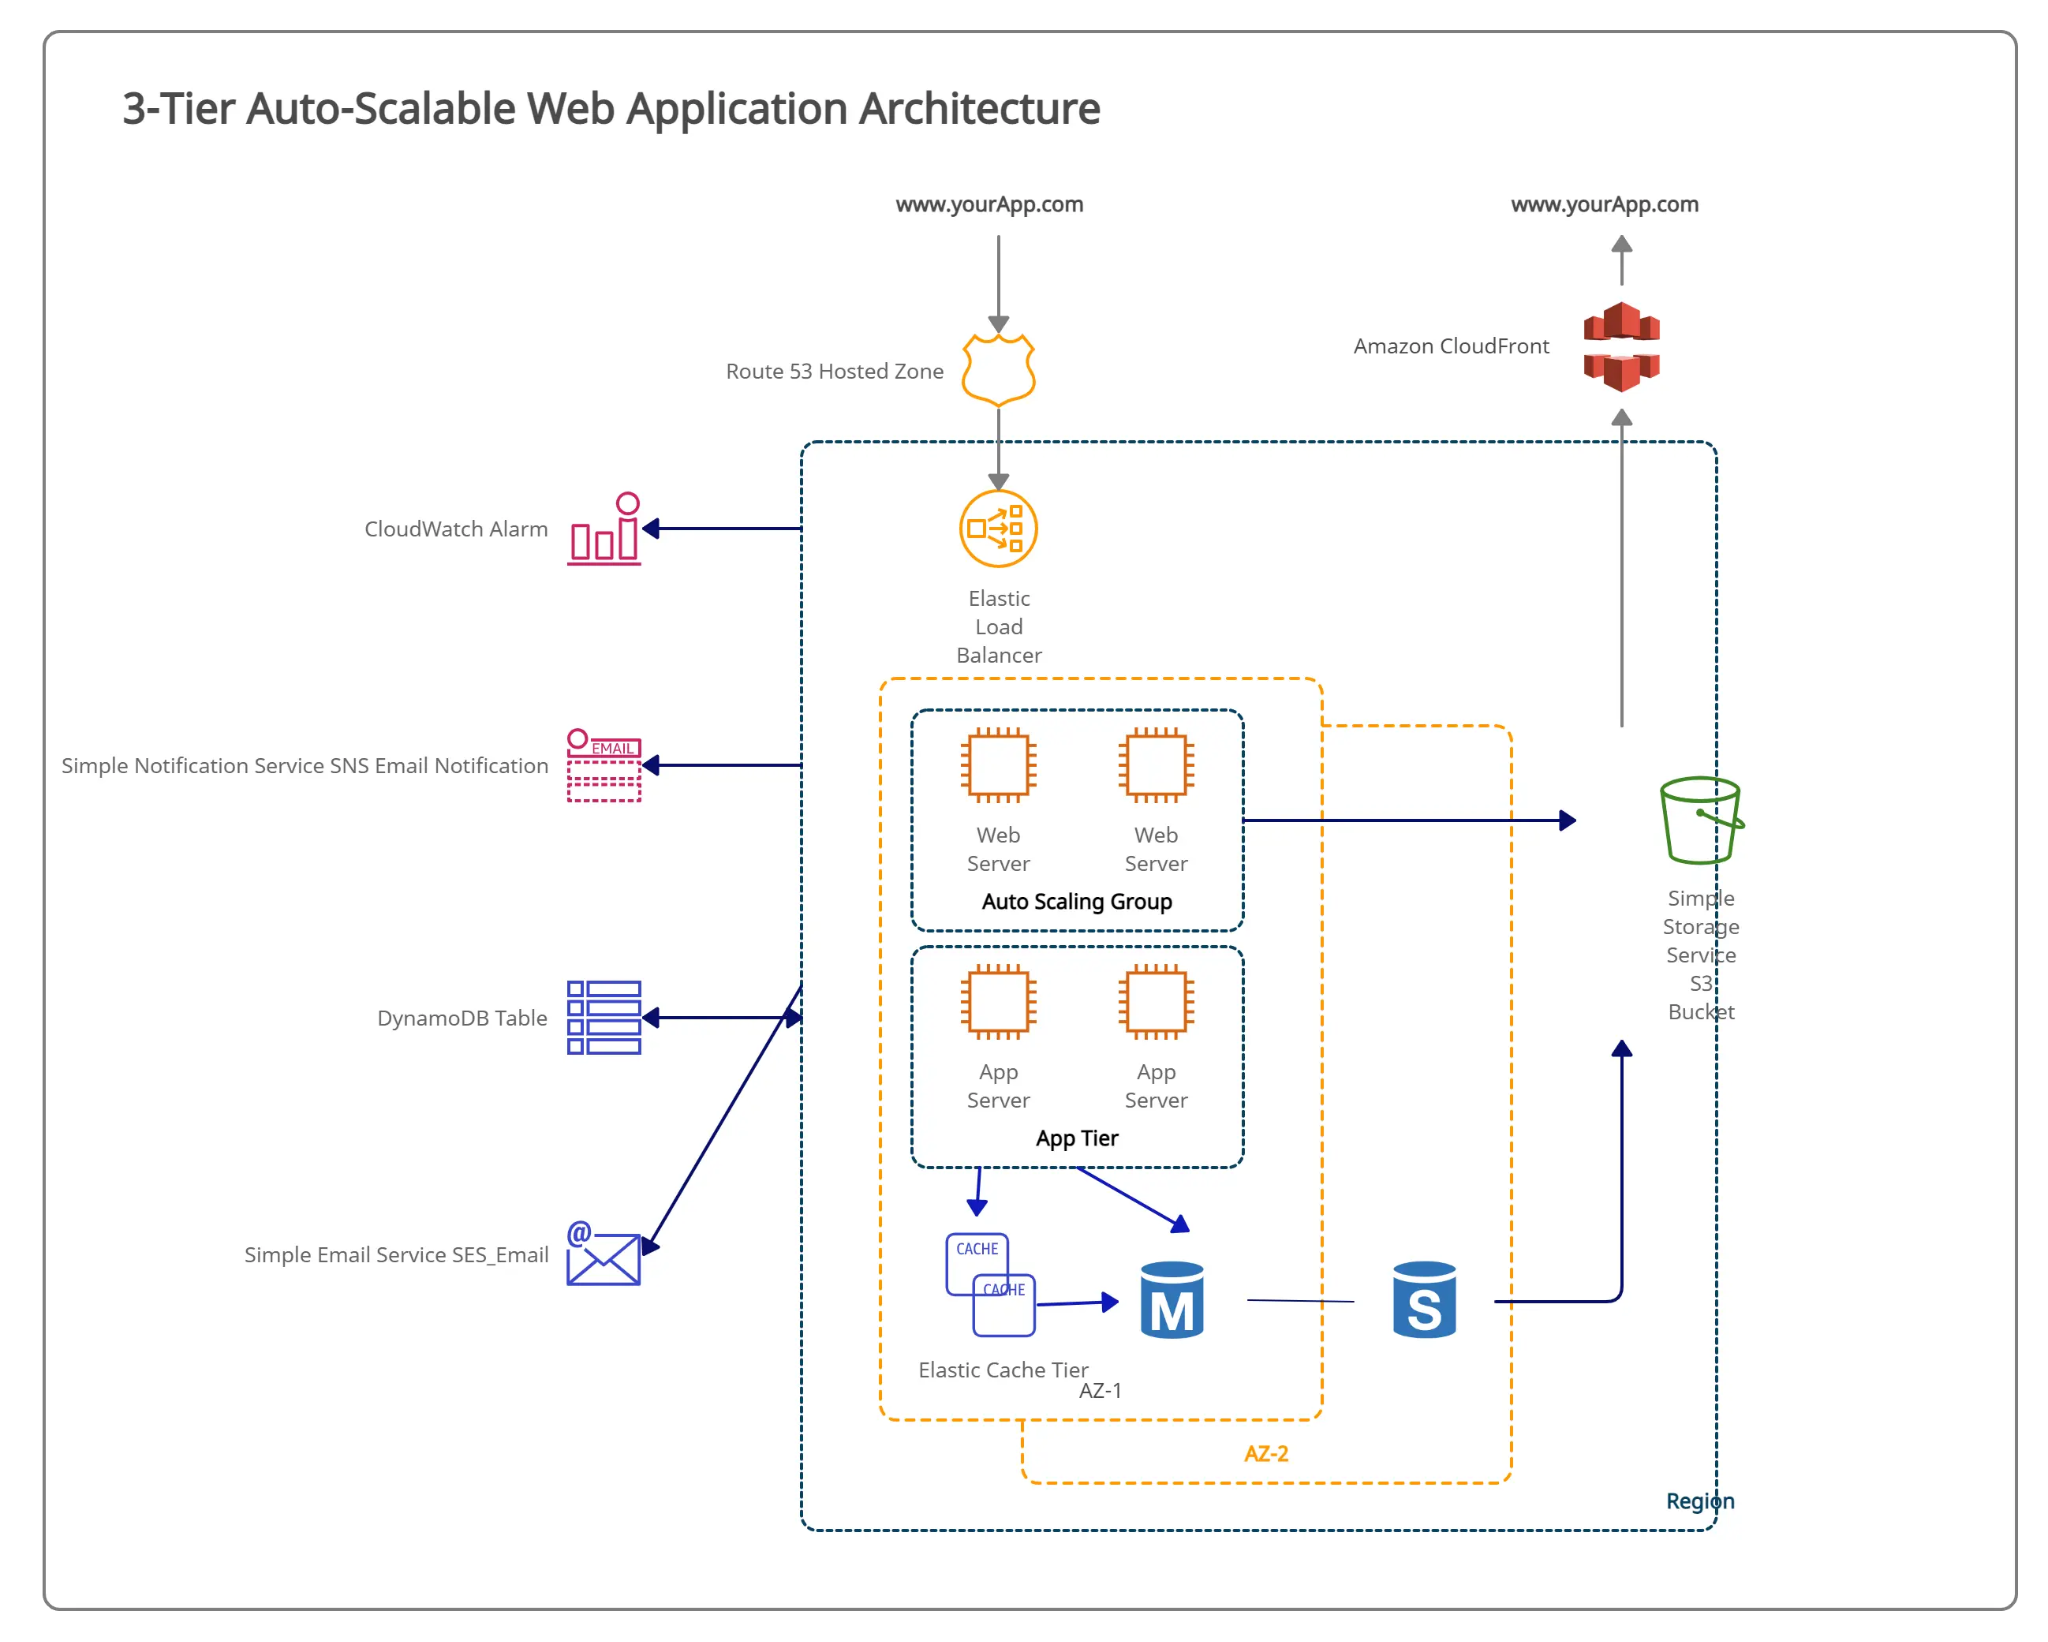 3-Tier Auto-Scalable Web Application Architecture
www.yourApp.com
www.yourApp.com
Amazon CloudFront
Route 53 Hosted Zone
CloudWatch Alarm
Elastic
Load
Balancer
EMAIL
Simple Notification Service SNS Email Notification
Web
Server
Web
Server
Auto Scaling Group
Simple
Storage
Service
S3
Bucket
DynamoDB Table
App
Server
App
Server
App Tier
@
Simple Email Service SES_Email
CACHE
CACHE
M
S
Elastic Cache Tier
AZ-1
AZ-2
Region